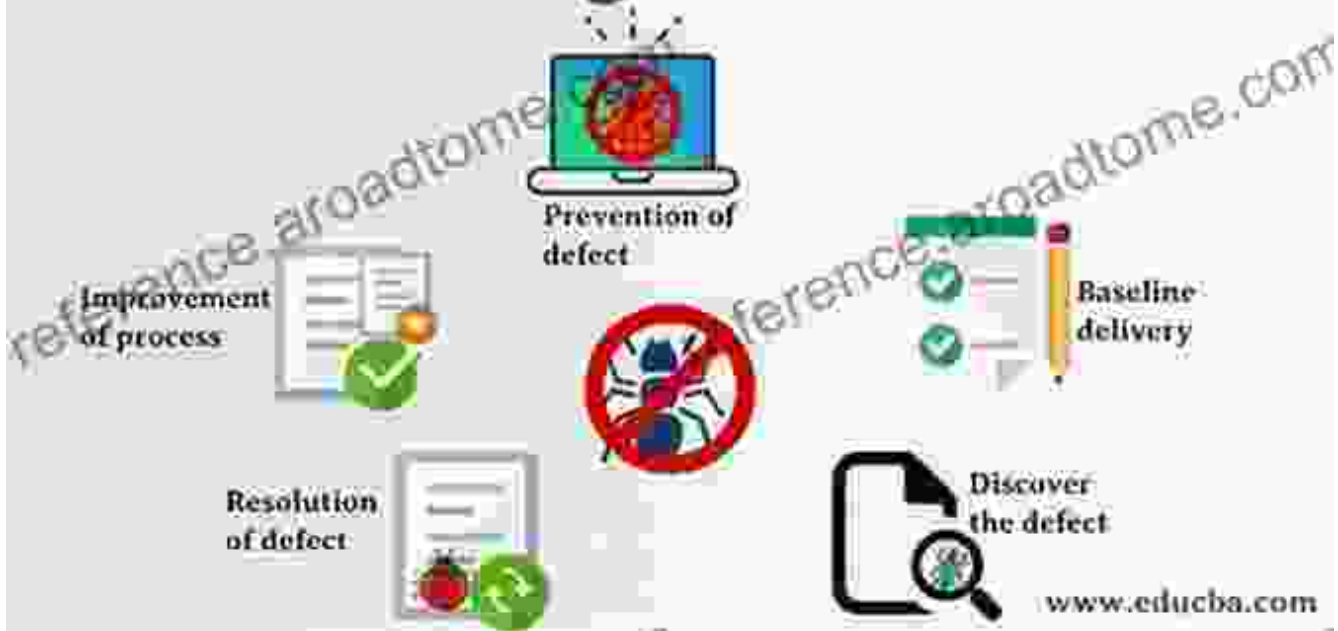 Prevention of
defect
Baseline
delivery
Discover
the defect
Resolution
of defect
Improvement
of process
www.educba.com
reference.aroadtome.com
reference.aroadtome.com